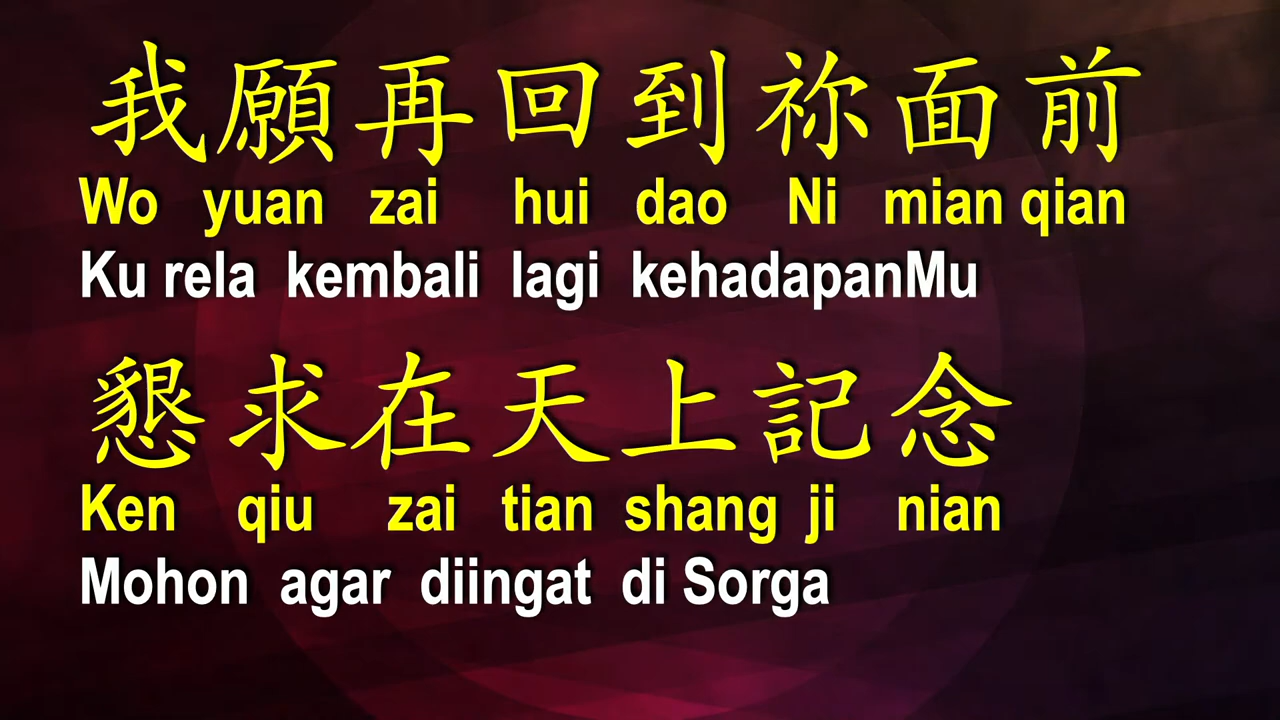 我願再回到祢面前
Wo yuan zai hui dao Ni mian qian
Ku rela kembali lagi kehadapanMu
懇求在天上記念
Ken qiu zai tian shang ji nian
Mohon agar diingat di Sorga